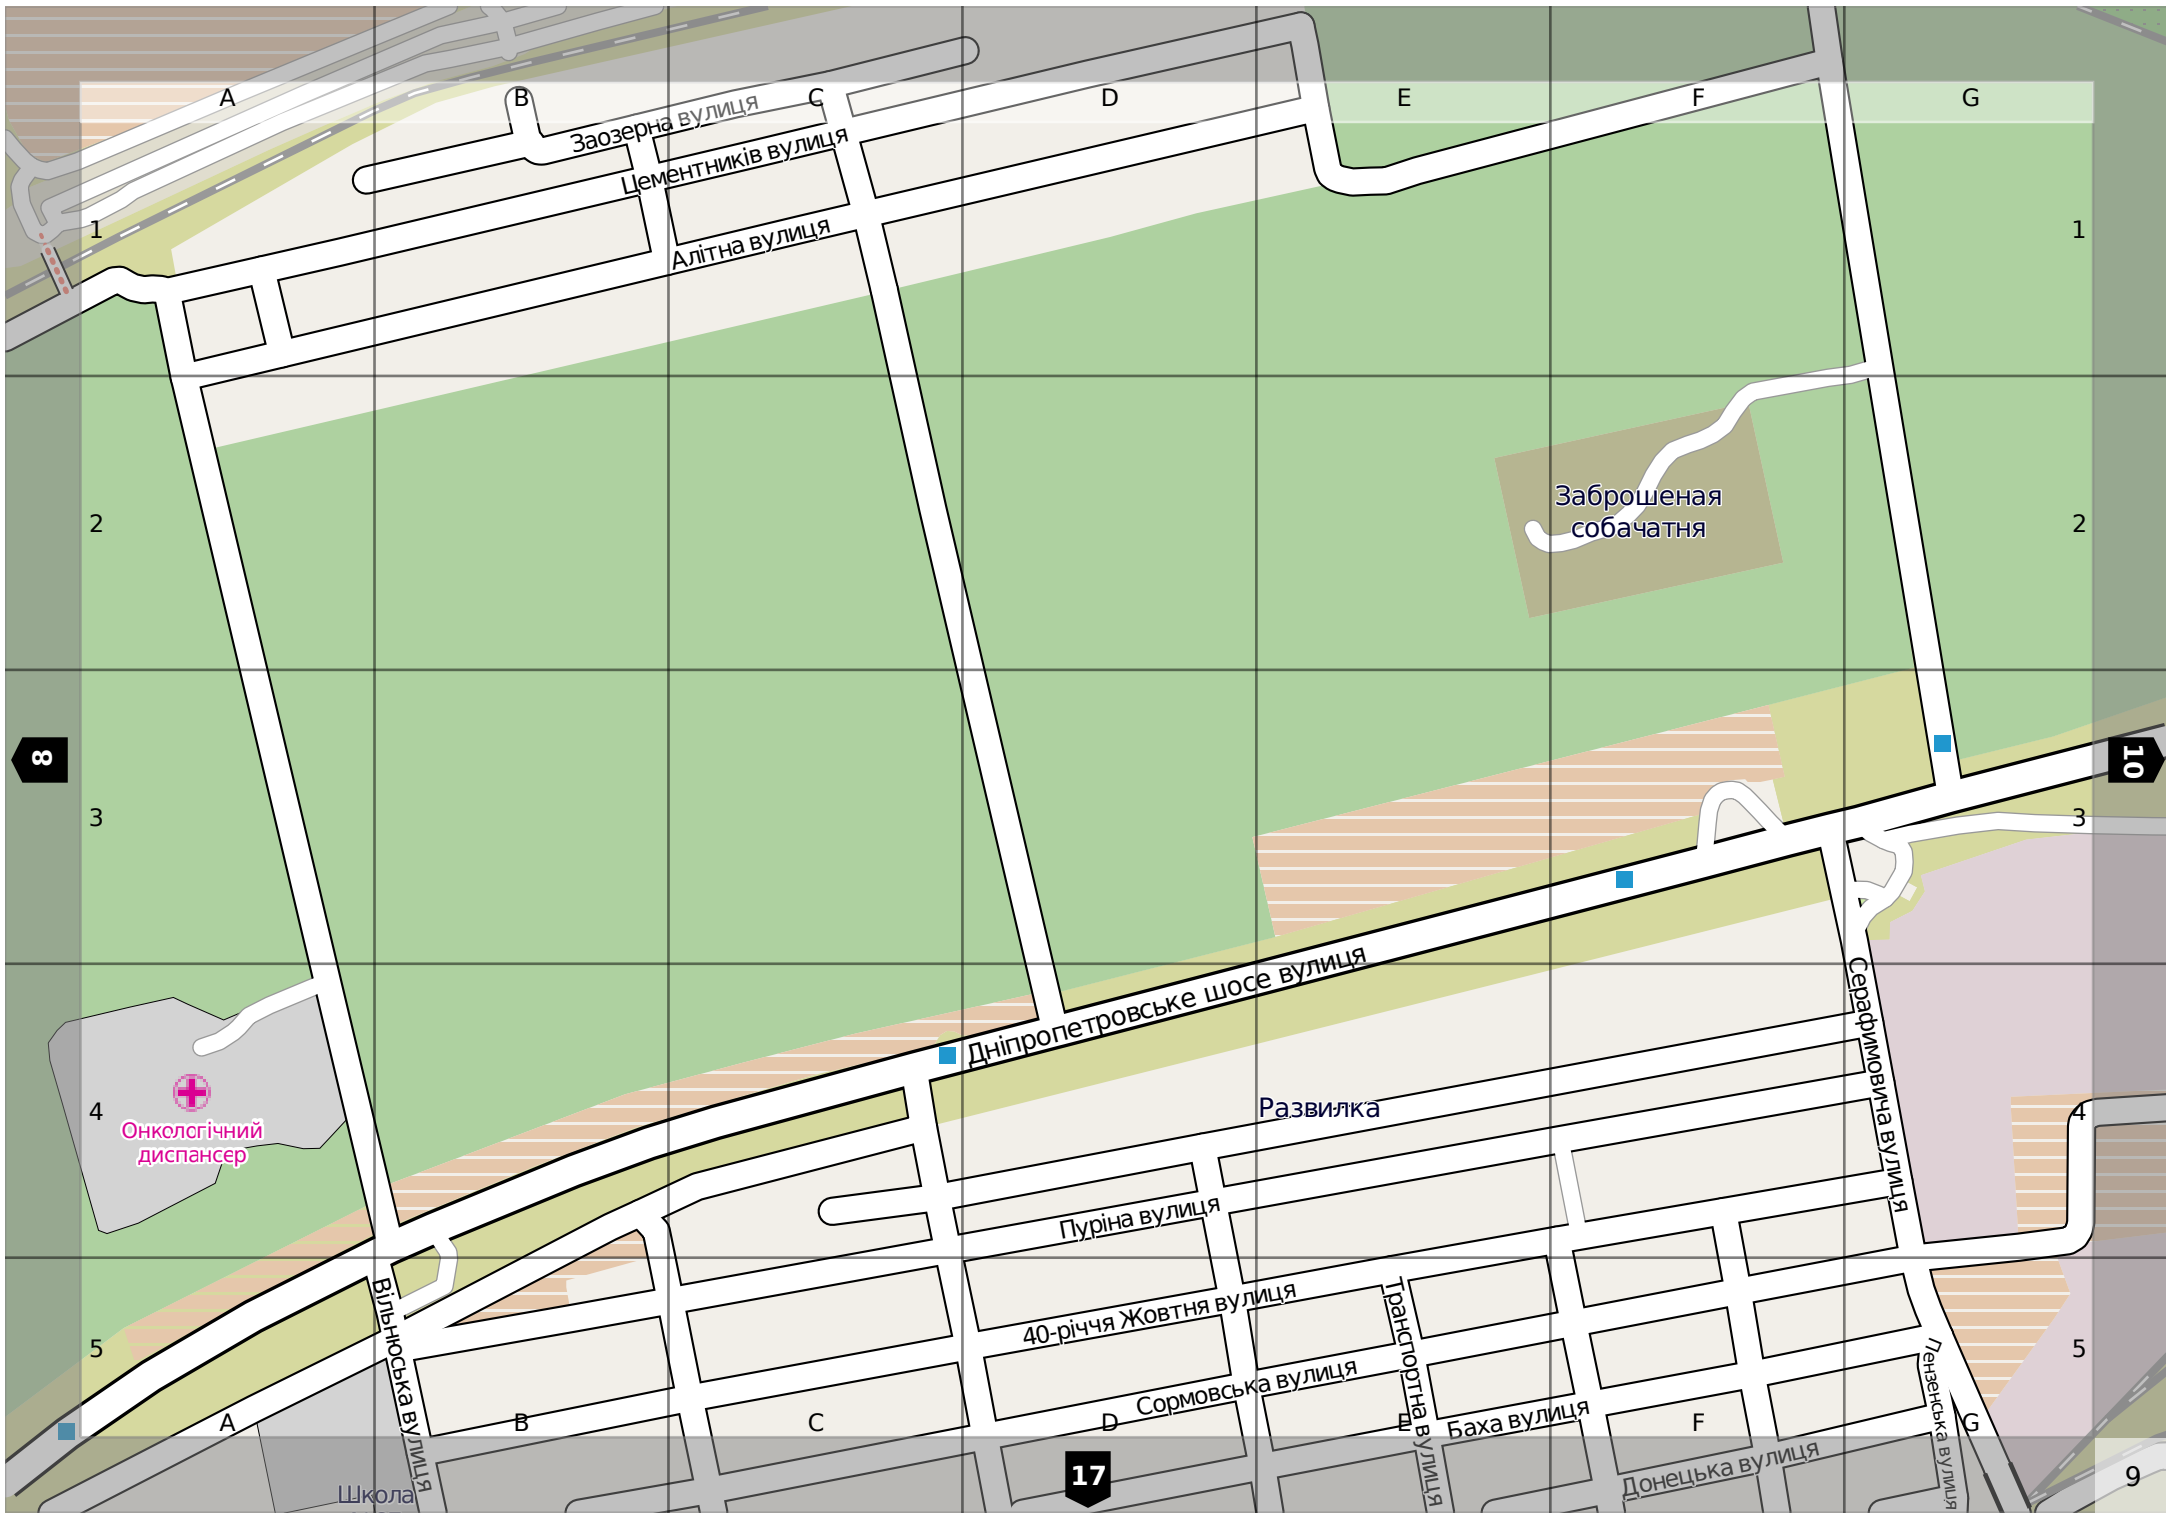 A
B
C
D
E
F
G
Заозерна вулиця
Цементників вулиця
Алітна вулиця
1
1
2
2
Заброшеная
собачатня
8
10
3
3
Дніпропетровське шосе вулиця
Серафимовича вулиця
4
4
Онкологічний
диспансер
Развилка
Пуріна вулиця
40-річчя Жовтня вулиця
Вільнюська вулиця
Транспортна вулиця
5
5
Сормовська вулиця
Баха вулиця
Пензенська вулиця
A
B
C
D
E
F
G
Донецька вулиця
Школа
17
9